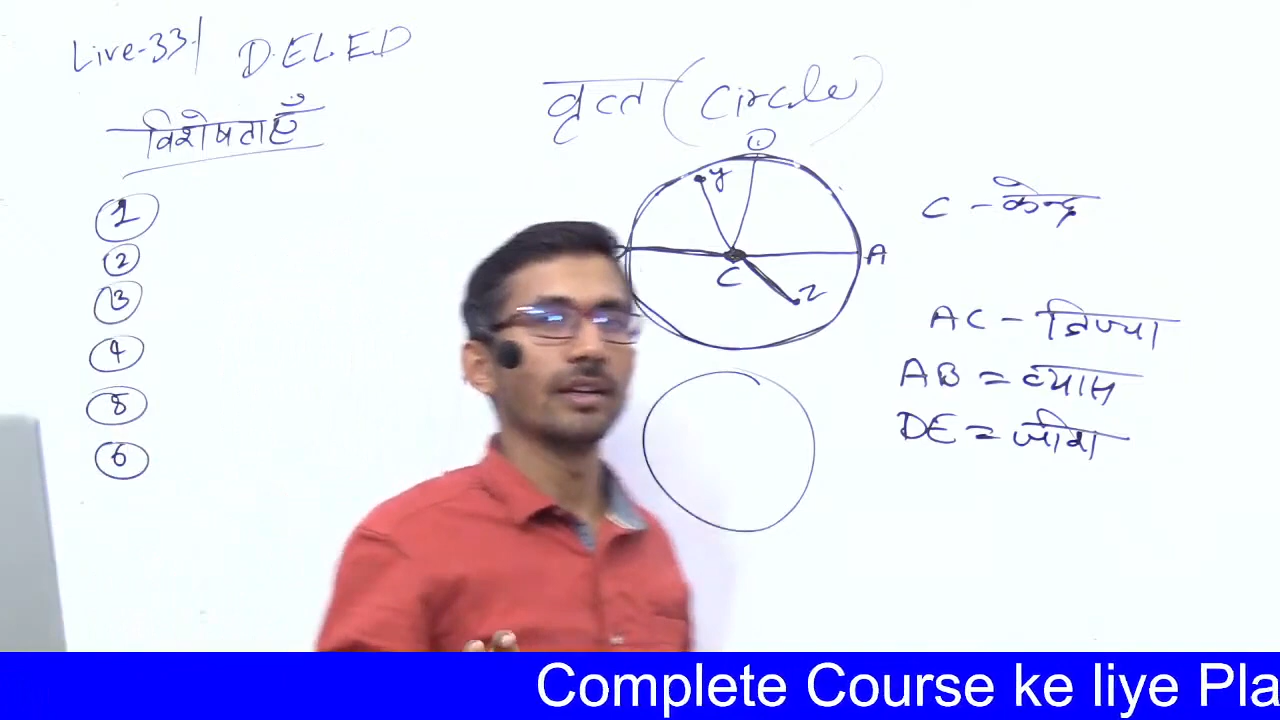 Live-33
D.EL.ED
वृत्त (circle)
विशेषताएँ
1
2
3
4
5
6
D
y
A
C
z
C - केन्द्र
AC - त्रिज्या
AB = व्यास
DE = जीवा
Complete Course ke liye Pla